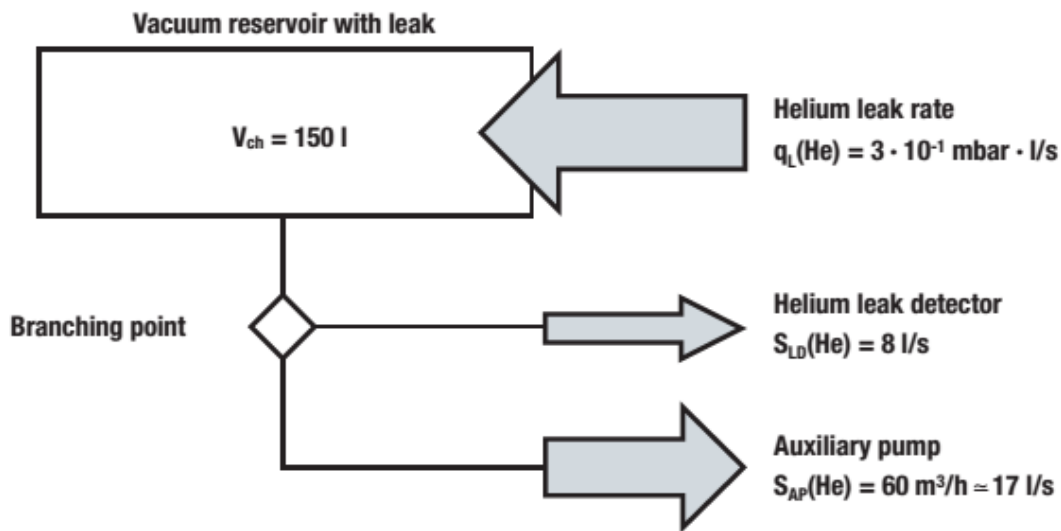 Vacuum reservoir with leak
V_ch = 150 l
Helium leak rate
q_L(He) = 3 · 10⁻¹ mbar · l/s
Branching point
Helium leak detector
S_LD(He) = 8 l/s
Auxiliary pump
S_AP(He) = 60 m³/h ≃ 17 l/s